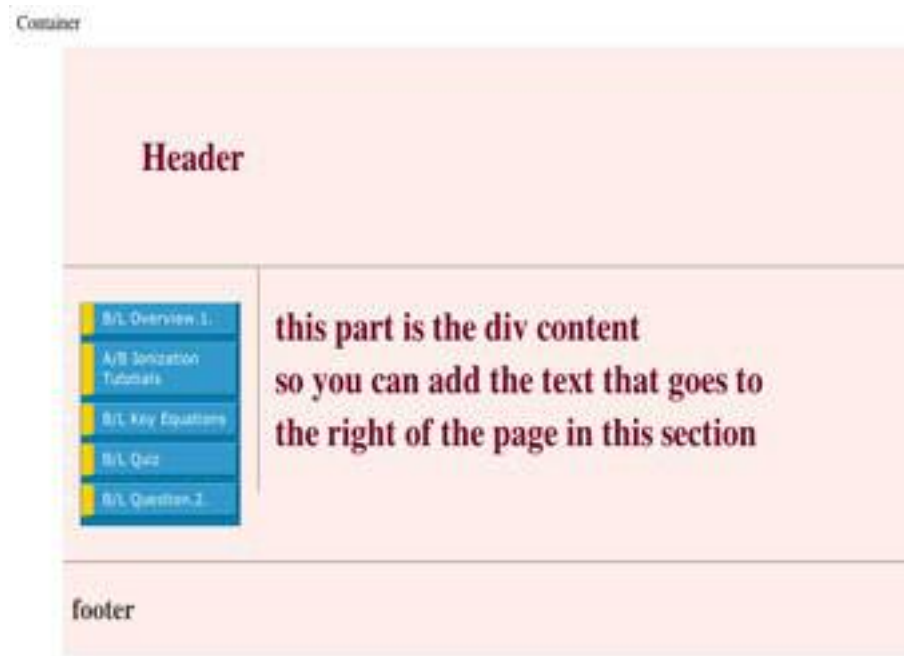 Container
Header
B/L Overview 1.
A/B Ionization
Tutorials
B/L Key Equations
B/L Quiz
B/L Question 2.
this part is the div content
so you can add the text that goes to
the right of the page in this section
footer